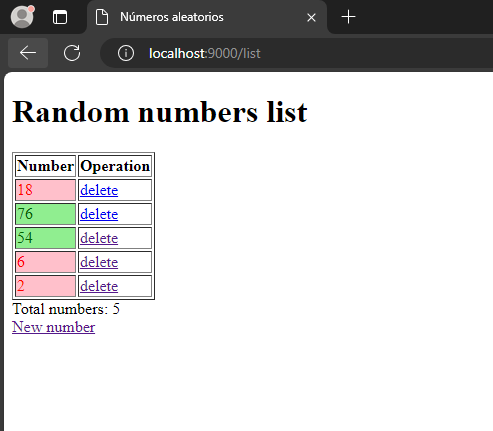 Números aleatorios
localhost:9000/list
Random numbers list
Number Operation
18 delete
76 delete
54 delete
6 delete
2 delete
Total numbers: 5
New number